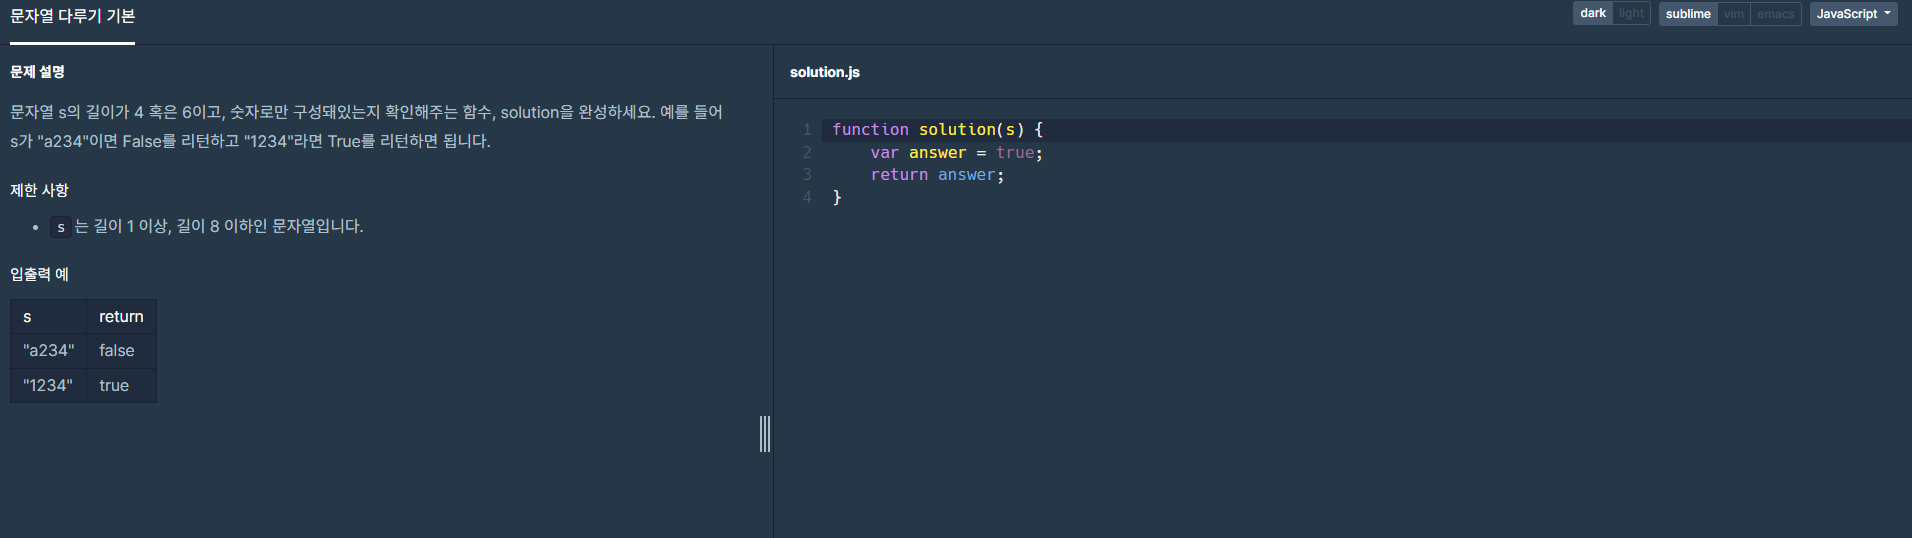 문자열 다루기 기본
dark light sublime vim emacs JavaScript
문제 설명
문자열 s의 길이가 4 혹은 6이고, 숫자로만 구성돼있는지 확인해주는 함수, solution을 완성하세요. 예를 들어
s가 "a234"이면 False를 리턴하고 "1234"라면 True를 리턴하면 됩니다.
제한 사항
• s는 길이 1 이상, 길이 8 이하인 문자열입니다.
입출력 예
s return
"a234" false
"1234" true
solution.js
1 function solution(s) {
2     var answer = true;
3     return answer;
4 }